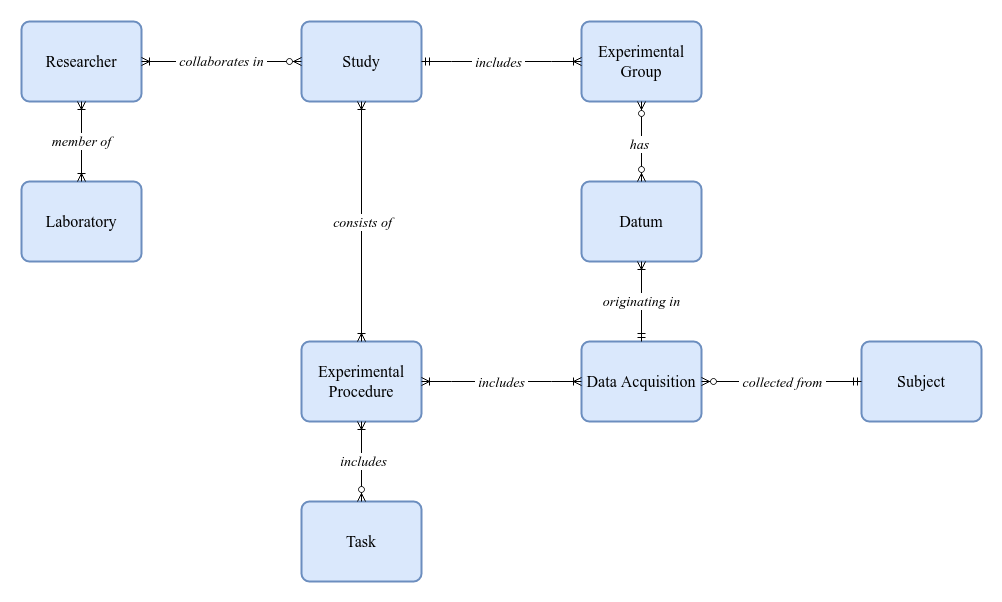 Researcher
collaborates in
Study
includes
Experimental
Group
member of
has
Laboratory
consists of
Datum
originating in
Experimental
Procedure
includes
Data Acquisition
collected from
Subject
includes
Task